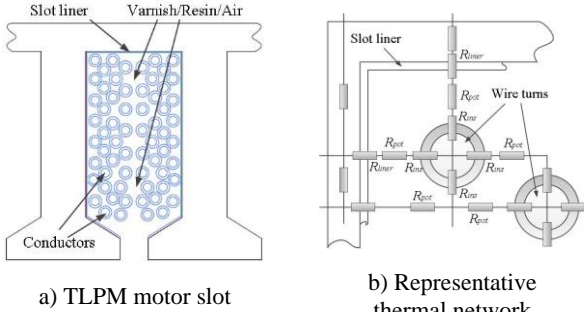 Slot liner
Varnish/Resin/Air
Conductors
a) TLPM motor slot
Slot liner
Rliner
Rpot
Wire turns
Rins
Rpot
Rpot
Rliner
Rins
Rins
Rpot
Rins
Rpot
Rpot
b) Representative
thermal network